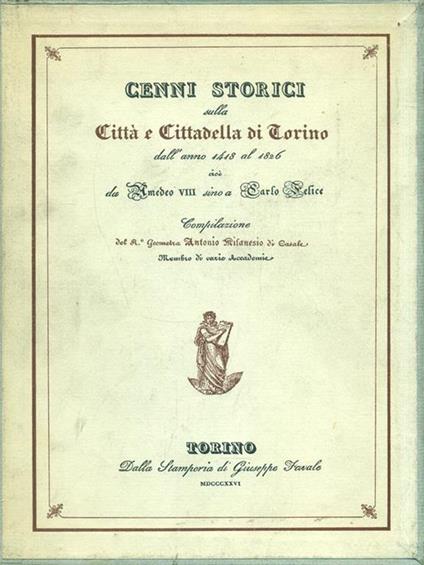 CENNI STORICI
sulla
Città e Cittadella di Torino
dall'anno 1418 al 1826
cioè
da Amedeo VIII sino a Carlo Felice
Compilazione
del R.º Geometra Antonio Milanesio di Casale
Membro di varie Accademie
TORINO
Dalla Stamperia di Giuseppe Favale
MDCCCXXVI